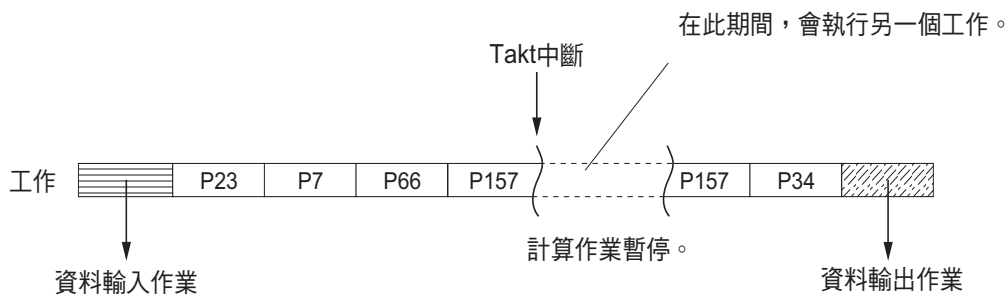 在此期間，會執行另一個工作。
Takt中斷
工作
P23
P7
P66
P157
P157
P34
計算作業暫停。
資料輸入作業
資料輸出作業